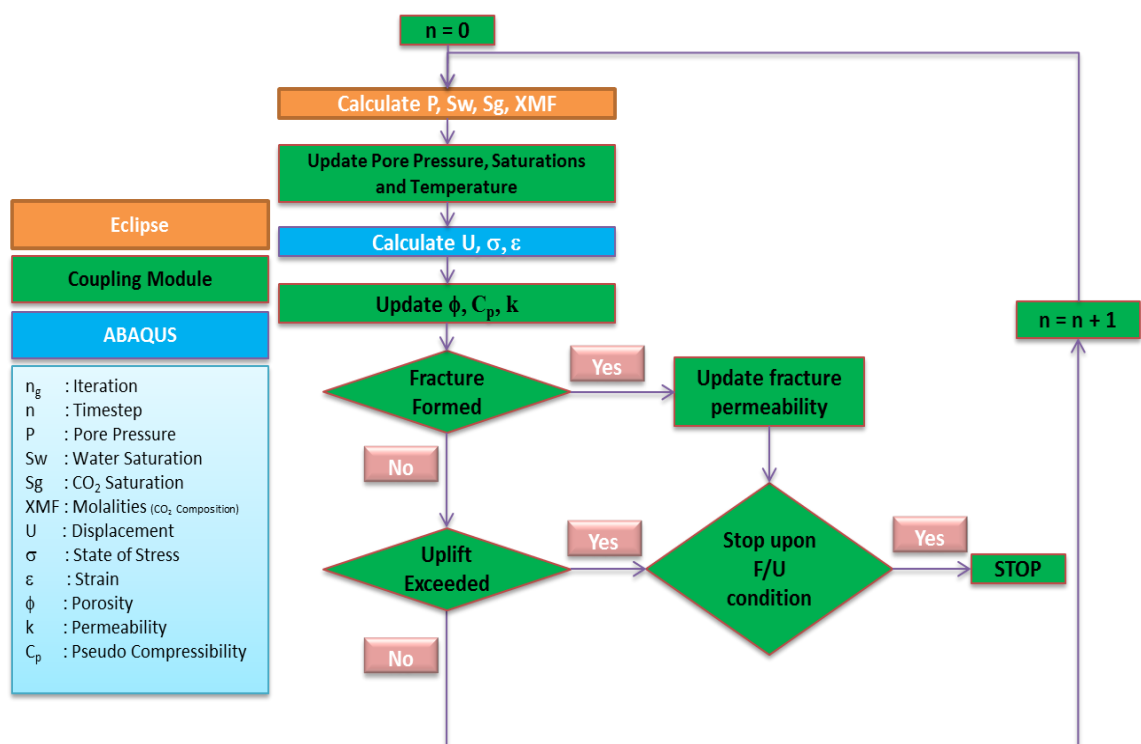 n = 0
Calculate P, Sw, Sg, XMF
Update Pore Pressure, Saturations
and Temperature
Eclipse
Calculate U, σ, ε
Coupling Module
Update ϕ, Cₚ, k
n = n + 1
ABAQUS
Yes
Fracture
Formed
Update fracture
permeability
n_g : Iteration
n : Timestep
P : Pore Pressure
Sw : Water Saturation
Sg : CO₂ Saturation
XMF : Molalities (CO₂ Composition)
U : Displacement
σ : State of Stress
ε : Strain
ϕ : Porosity
k : Permeability
Cₚ : Pseudo Compressibility
No
Uplift
Exceeded
Yes
Stop upon
F/U
condition
Yes
STOP
No